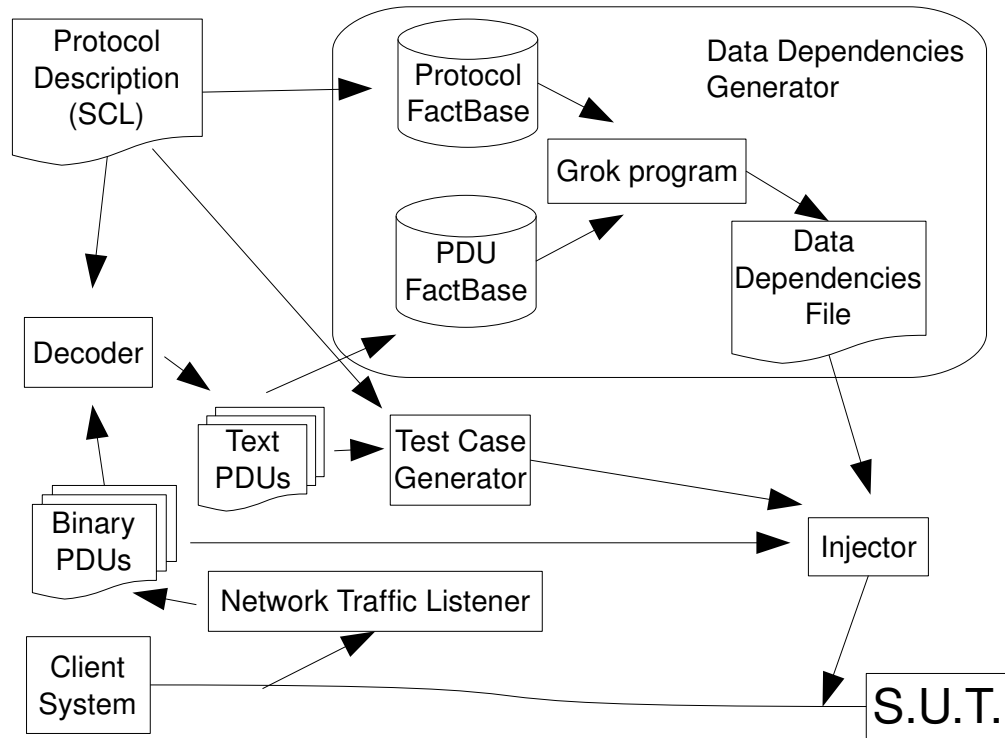 Protocol
Description
(SCL)
Protocol
FactBase
Data Dependencies
Generator
Grok program
PDU
FactBase
Data
Dependencies
File
Decoder
Text
PDUs
Test Case
Generator
Binary
PDUs
Injector
Network Traffic Listener
Client
System
S.U.T.